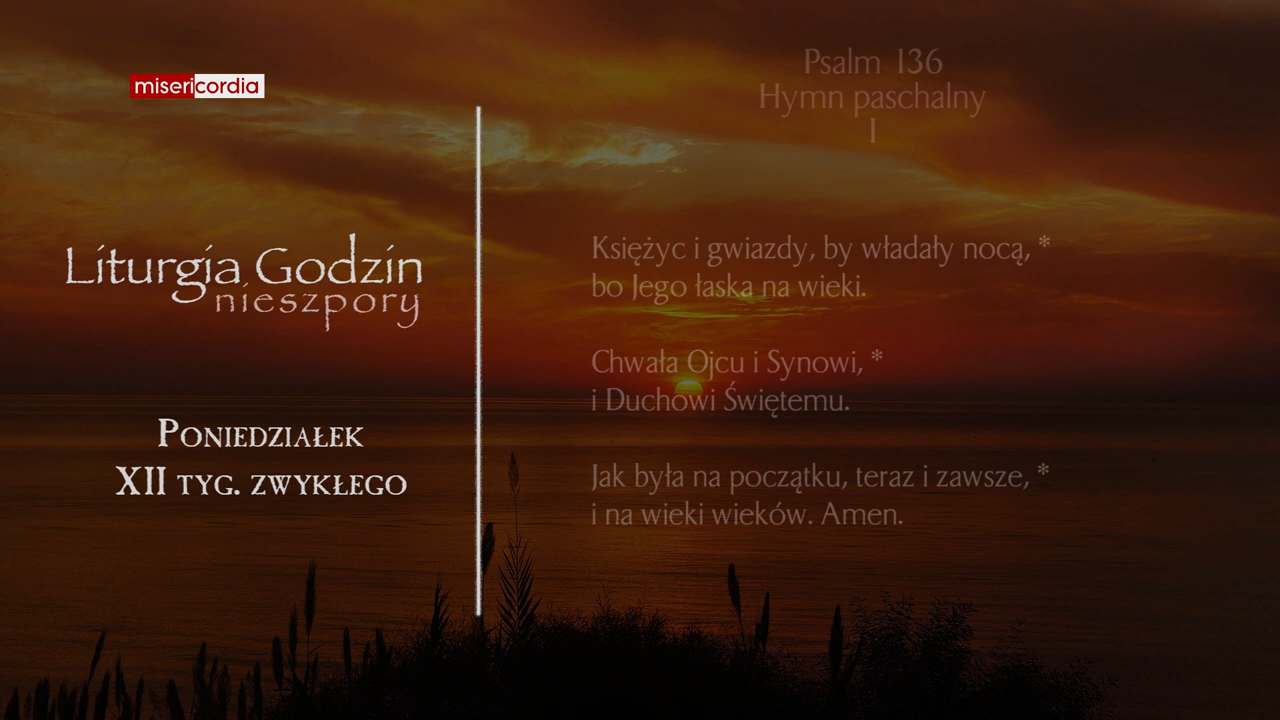 misericordia
Liturgia Godzin
nieszpory
Poniedziałek
XII tyg. zwykłego
Psalm 136
Hymn paschalny
I
Księżyc i gwiazdy, by władały nocą, *
bo Jego łaska na wieki.
Chwała Ojcu i Synowi, *
i Duchowi Świętemu.
Jak była na początku, teraz i zawsze, *
i na wieki wieków. Amen.